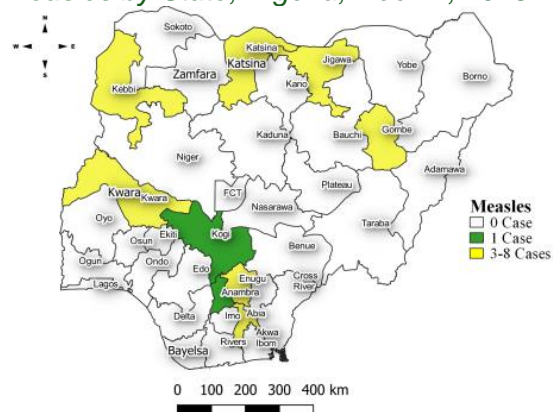 N
W E
S
Sokoto
Katsina
Katsina
Jigawa
Yobe
Borno
Zamfara
Kebbi
Kano
Gombe
Kaduna
Bauchi
Niger
Adamawa
Plateau
Kwara
Kwara
FCT
Nasarawa
Taraba
Oyo
Ekiti
Kogi
Osun
Benue
Ogun
Ondo
Edo
Enugu
Cross
River
Lagos
Anambra
Imo
Abia
Delta
Akwa
Ibom
Rivers
Bayelsa
Measles
0 Case
1 Case
3-8 Cases
0 100 200 300 400 km